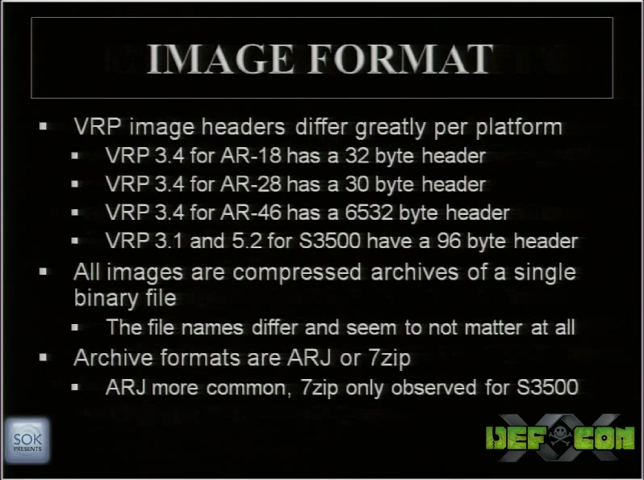 IMAGE FORMAT
▪ VRP image headers differ greatly per platform
▪ VRP 3.4 for AR-18 has a 32 byte header
▪ VRP 3.4 for AR-28 has a 30 byte header
▪ VRP 3.4 for AR-46 has a 6532 byte header
▪ VRP 3.1 and 5.2 for S3500 have a 96 byte header
▪ All images are compressed archives of a single
binary file
▪ The file names differ and seem to not matter at all
▪ Archive formats are ARJ or 7zip
▪ ARJ more common, 7zip only observed for S3500
SOK
PRESENTS
DEF CON
XX